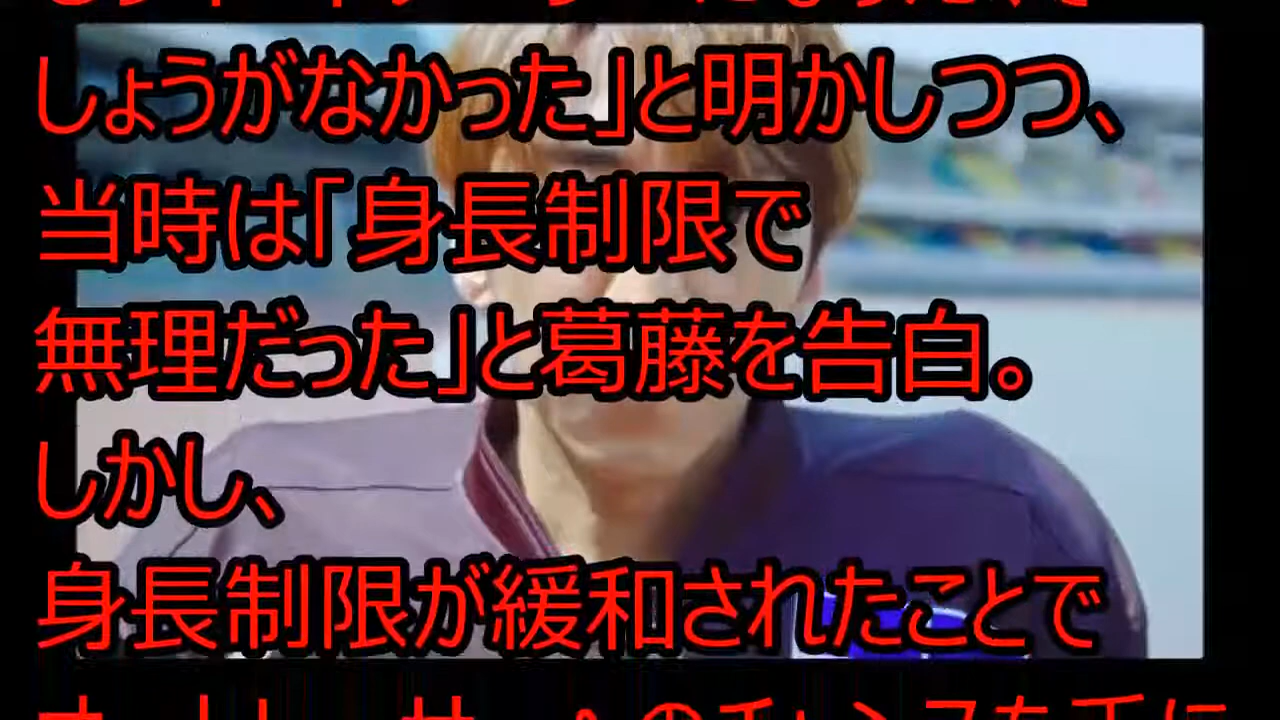 しょうがなかった」と明かしつつ、
当時は「身長制限で
無理だった」と葛藤を告白。
しかし、
身長制限が緩和されたことで